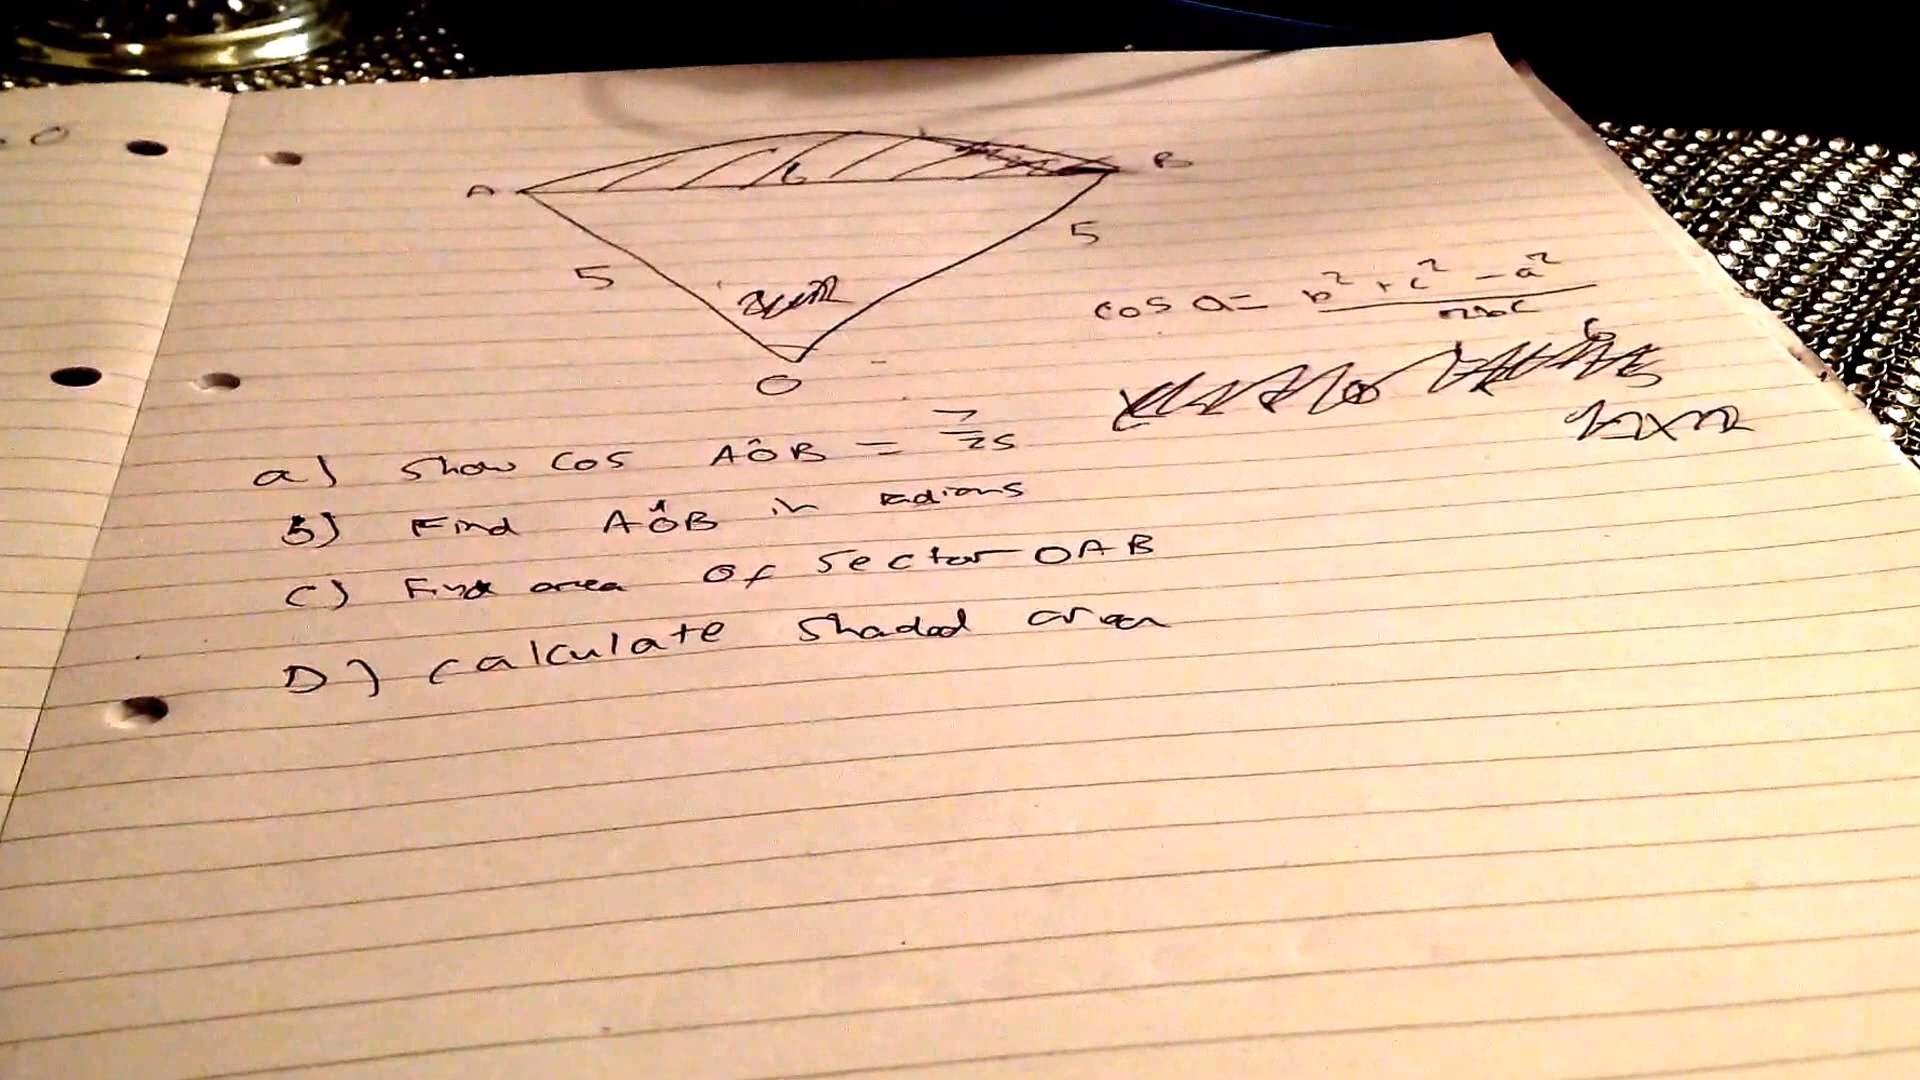 .0
A
B
6
5
5
O
cos a = b² + c² - a² / 2bc
a) Show cos AÔB = 7/25
b) Find AÔB in radians
c) Find area of sector OAB
D) calculate shaded area